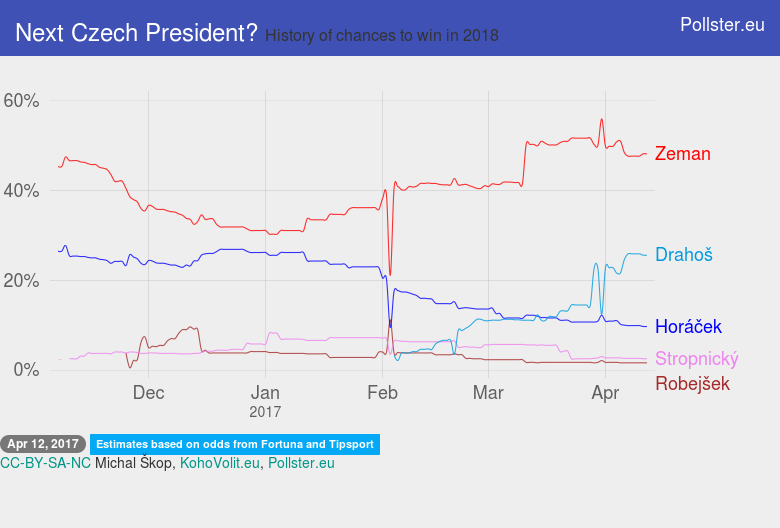 Next Czech President? History of chances to win in 2018
Pollster.eu
60%
40%
20%
0%
Zeman
Drahoš
Horáček
Stropnický
Robejšek
Dec Jan Feb Mar Apr
2017
Apr 12, 2017 Estimates based on odds from Fortuna and Tipsport
CC-BY-SA-NC Michal Škop, KohoVolit.eu, Pollster.eu